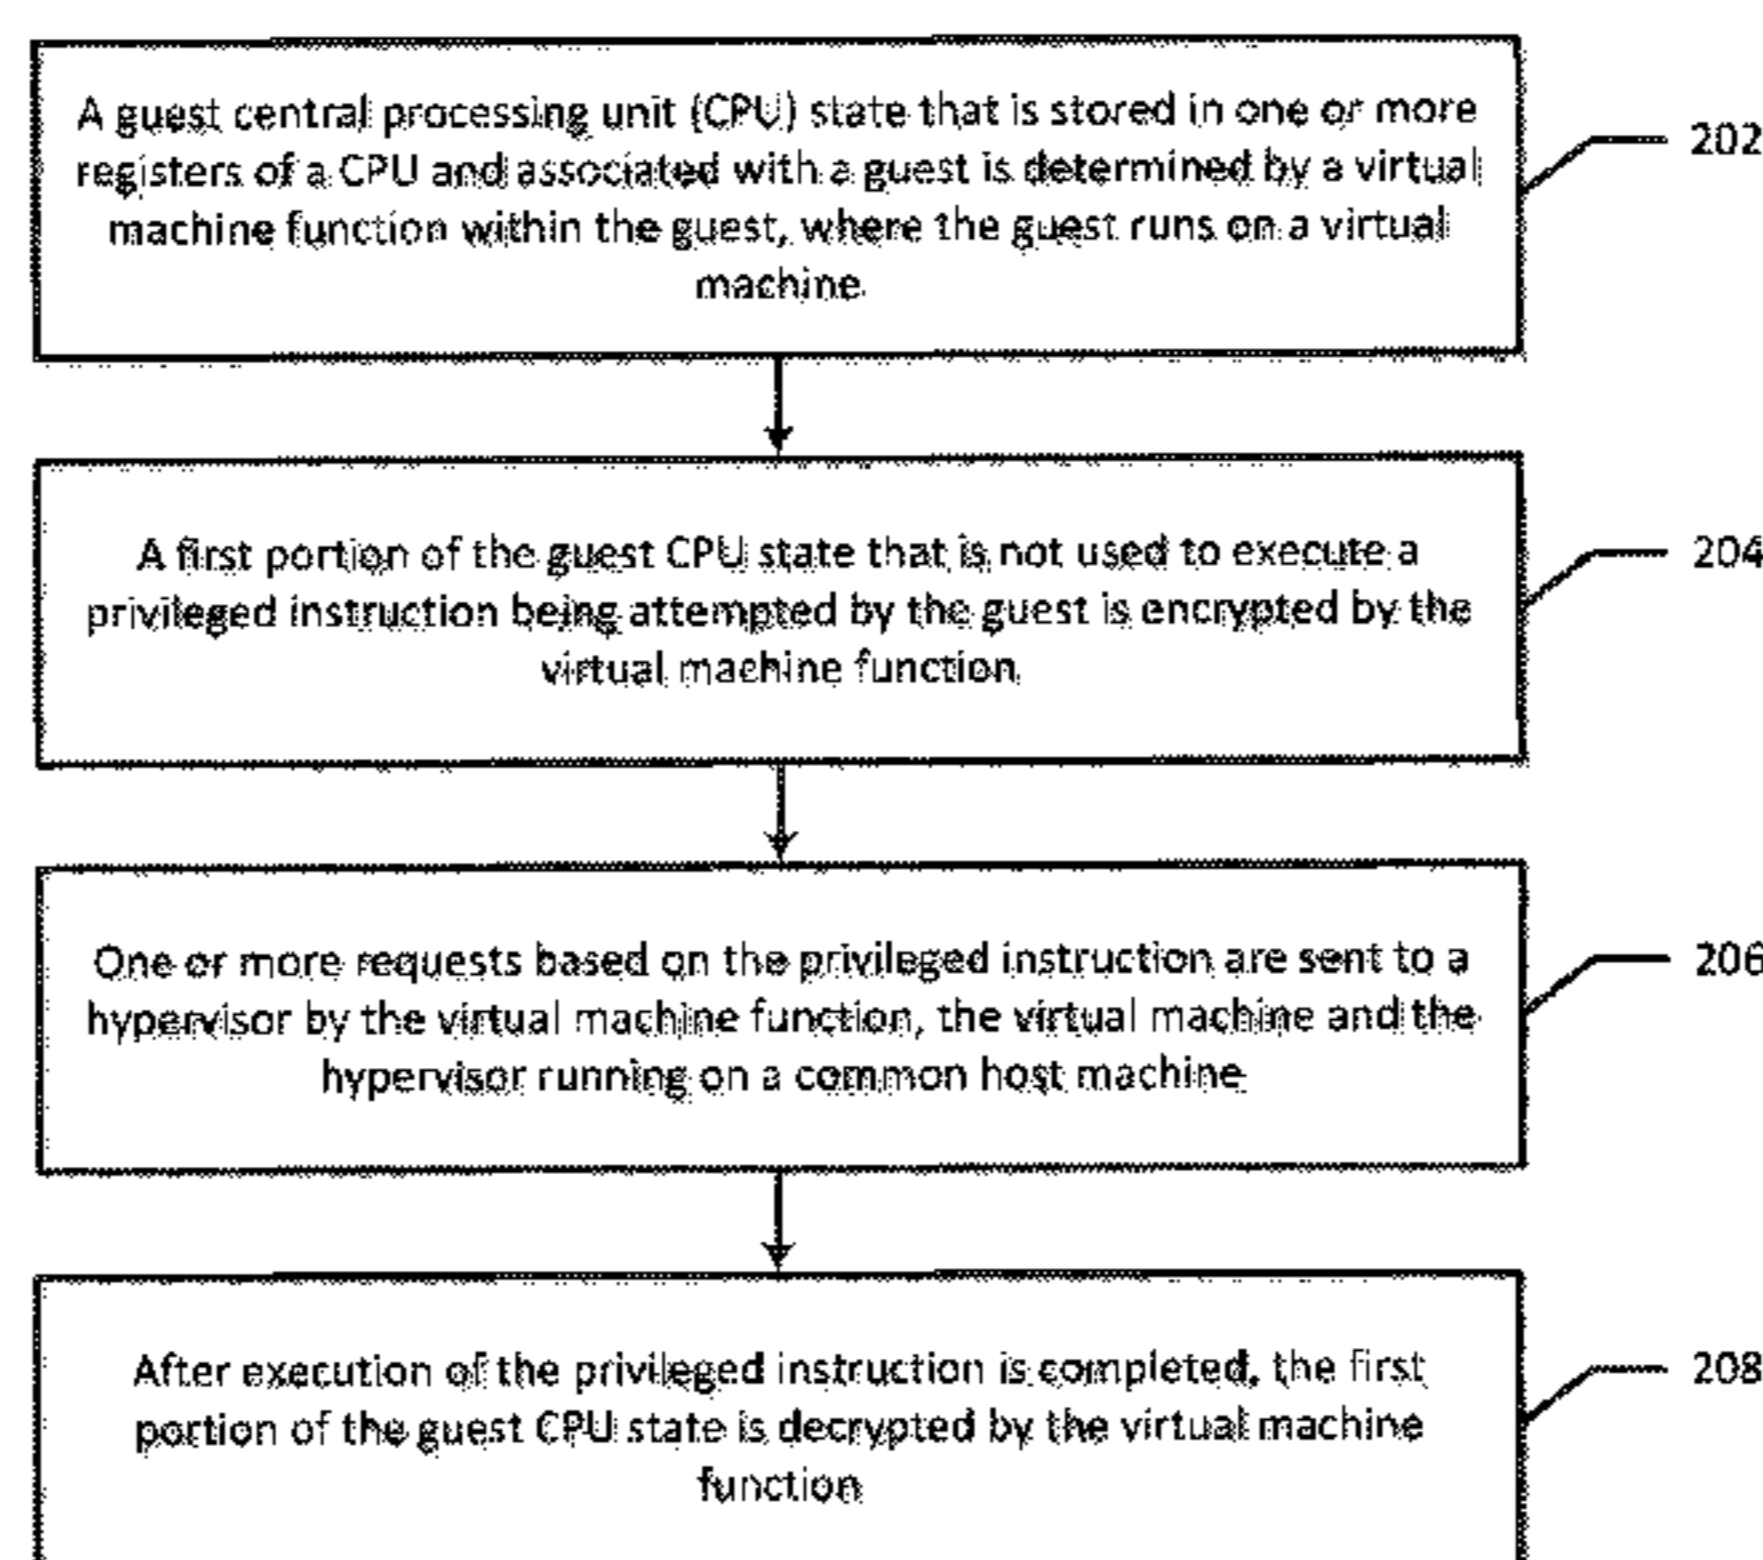 A guest central processing unit (CPU) state that is stored in one or more
registers of a CPU and associated with a guest is determined by a virtual
machine function within the guest, where the guest runs on a virtual
machine
202
A first portion of the guest CPU state that is not used to execute a
privileged instruction being attempted by the guest is encrypted by the
virtual machine function
204
One or more requests based on the privileged instruction are sent to a
hypervisor by the virtual machine function, the virtual machine and the
hypervisor running on a common host machine
206
After execution of the privileged instruction is completed, the first
portion of the guest CPU state is decrypted by the virtual machine
function
208